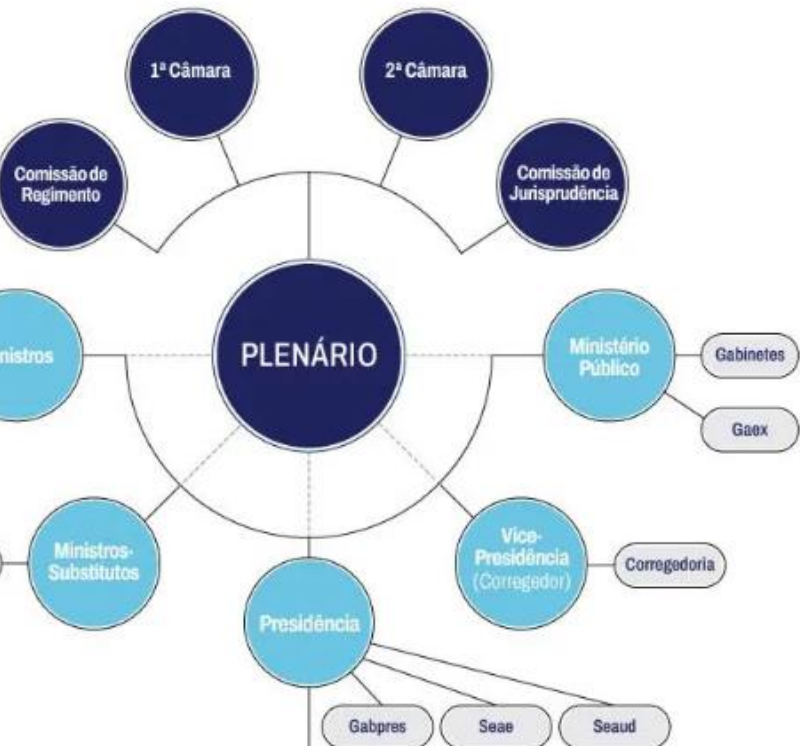 1ª Câmara
2ª Câmara
Comissão de
Regimento
Comissão de
Jurisprudência
PLENÁRIO
Ministério
Público
Gabinetes
Gaex
Ministros-
Substitutos
Vice-
Presidência
(Corregedor)
Corregedoria
Presidência
Gabpres
Seae
Seaud